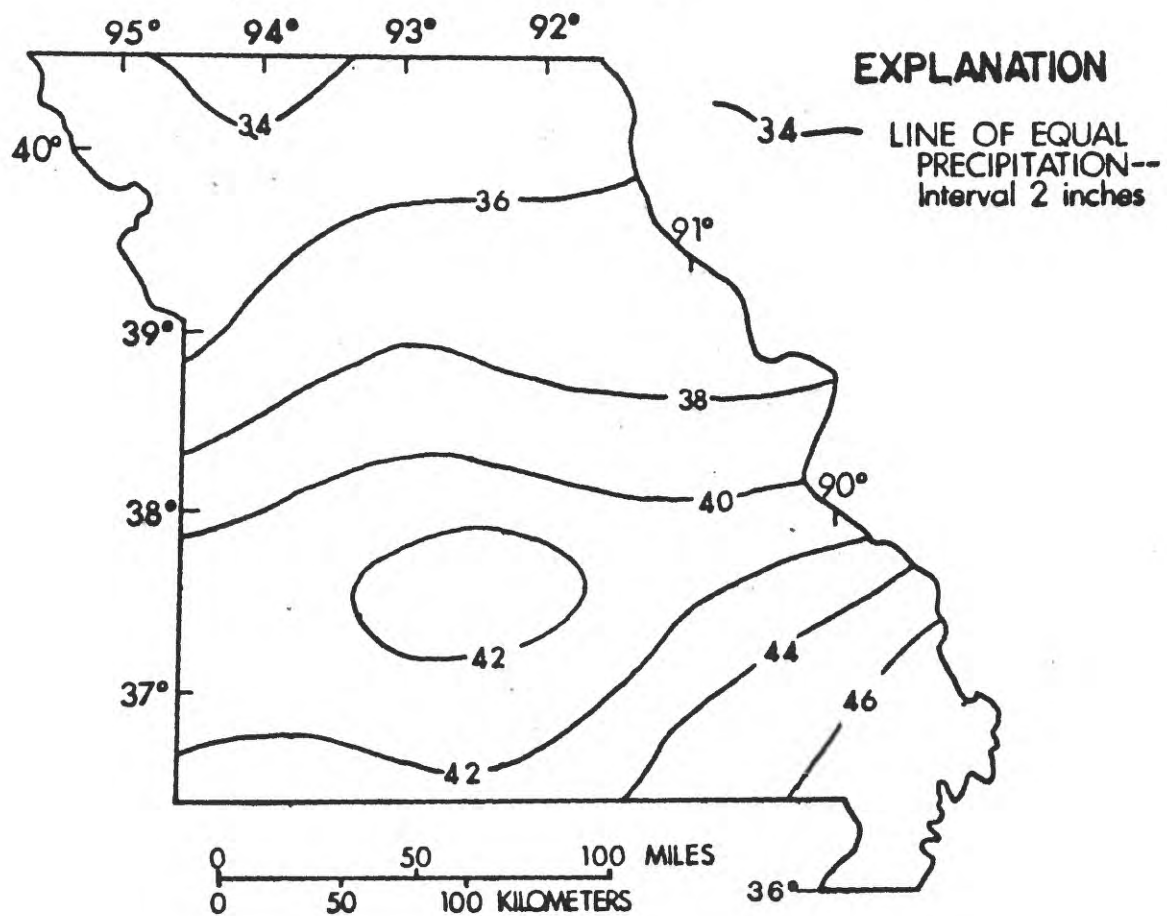 95° 94° 93° 92°
EXPLANATION
34
34 LINE OF EQUAL
PRECIPITATION--
Interval 2 inches
40°
36
91°
39°
38
90°
40
38°
42
44
37°
46
42
0 50 100 MILES
0 50 100 KILOMETERS
36°